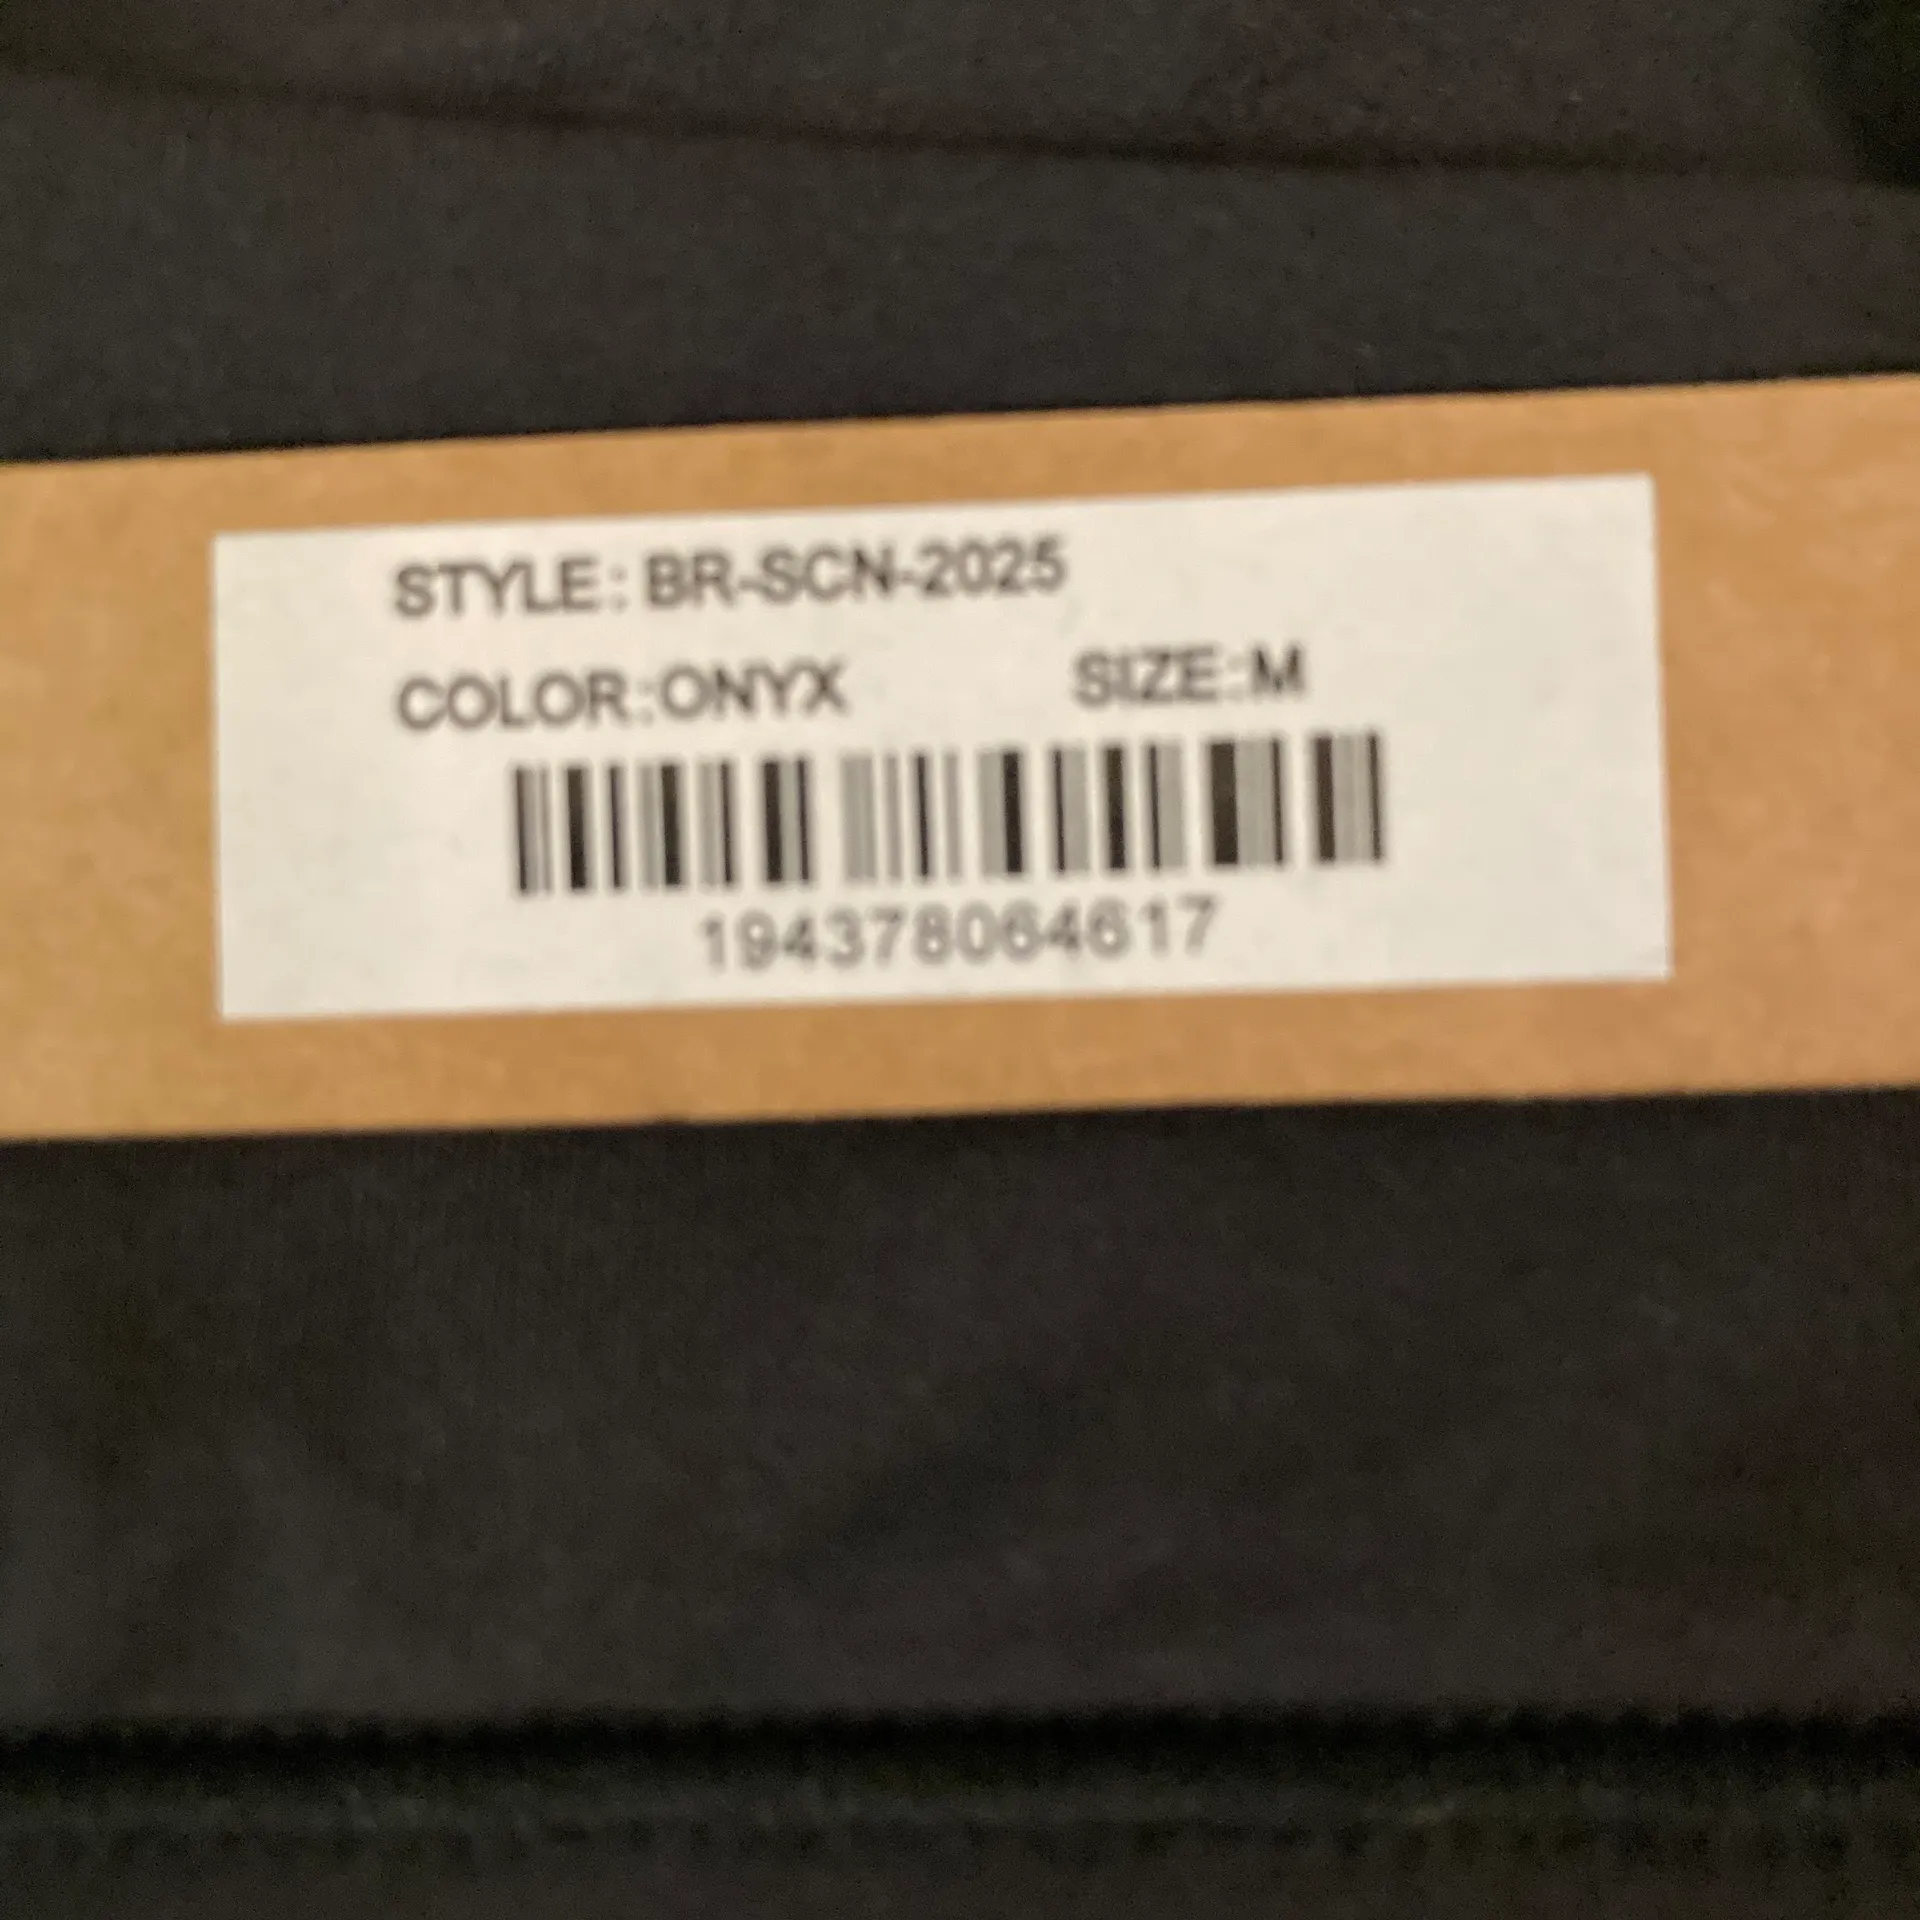 STYLE: BR-SCN-2025
COLOR:ONYX SIZE:M
194378064617